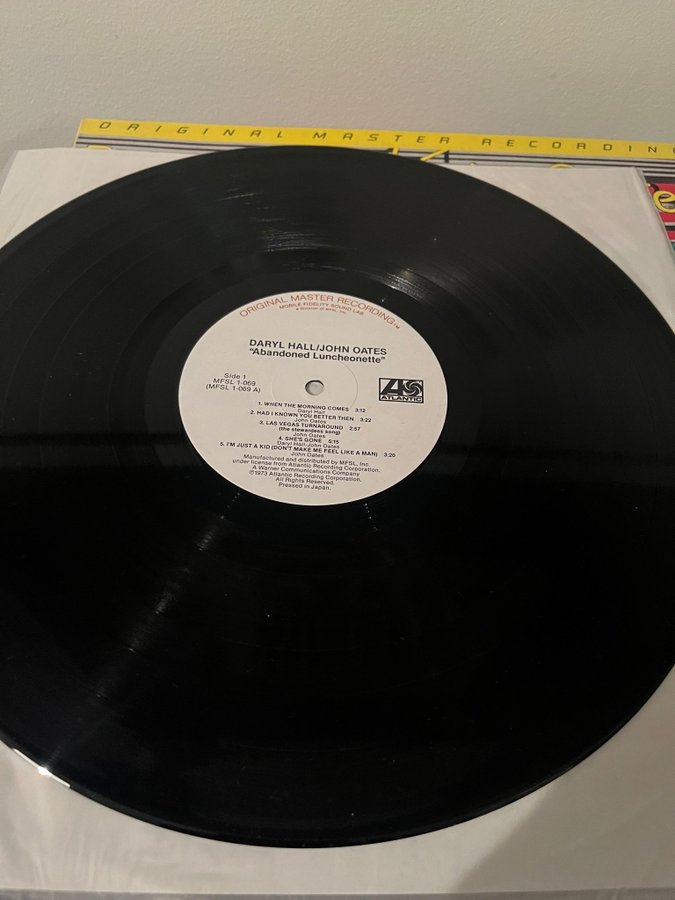 ORIGINAL MASTER RECORDING
ORIGINAL MASTER RECORDING™
MOBILE FIDELITY SOUND LAB
a division of MFSL, Inc.
DARYL HALL/JOHN OATES
"Abandoned Luncheonette"
Side 1
MFSL 1-069
(MFSL 1-069 A)
ATLANTIC
1. WHEN THE MORNING COMES 3:12
Daryl Hall
2. HAD I KNOWN YOU BETTER THEN 3:22
John Oates
3. LAS VEGAS TURNAROUND 2:57
(the stewardess song)
John Oates
4. SHE'S GONE 5:15
Daryl Hall-John Oates
5. I'M JUST A KID (DON'T MAKE ME FEEL LIKE A MAN) 3:20
John Oates
Manufactured and distributed by MFSL, Inc.
under license from Atlantic Recording Corporation.
A Warner Communications Company
©1973 Atlantic Recording Corporation.
All Rights Reserved.
Pressed in Japan.